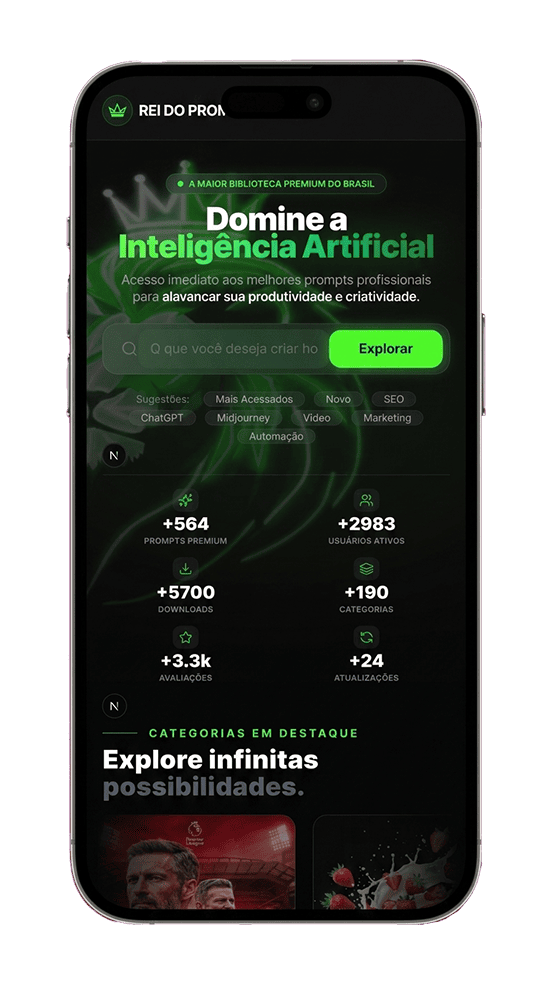 REI DO PROM
A MAIOR BIBLIOTECA PREMIUM DO BRASIL
Domine a
Inteligência Artificial
Acesso imediato aos melhores prompts profissionais
para alavancar sua produtividade e criatividade.
O que você deseja criar ho
Explorar
Sugestões: Mais Acessados Novo SEO
ChatGPT Midjourney Video Marketing
Automação
N
+564 +2983
PROMPTS PREMIUM USUÁRIOS ATIVOS
+5700 +190
DOWNLOADS CATEGORIAS
+3.3k +24
AVALIAÇÕES ATUALIZAÇÕES
N
CATEGORIAS EM DESTAQUE
Explore infinitas
possibilidades.
Premier
League